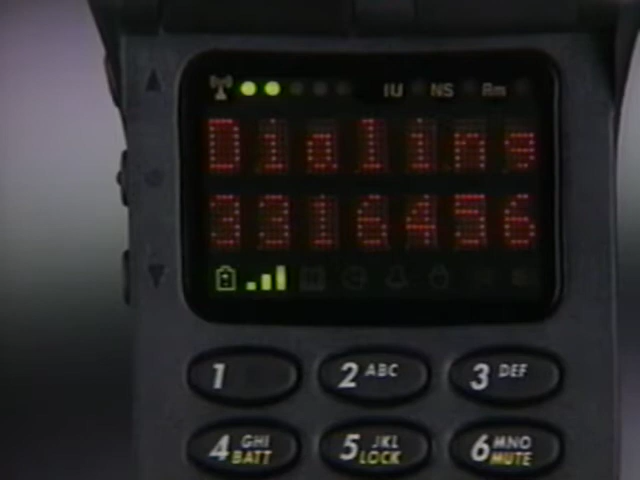 IU NS Rm
Dialing
3316456
1 2 ABC 3 DEF
4 GHI BATT 5 JKL LOCK 6 MNO MUTE